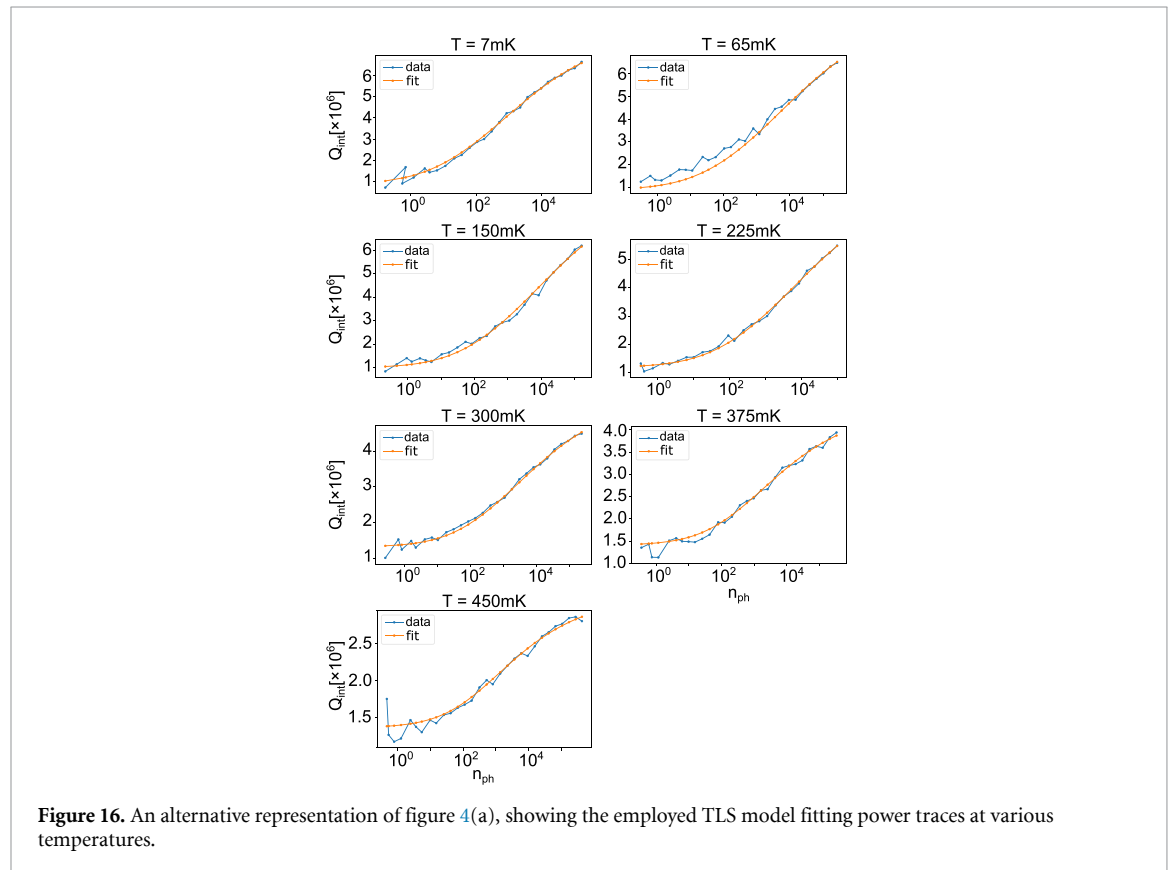 T = 7mK
T = 65mK
data
fit
data
fit
Q_int[×10^6]
6
5
4
3
2
1
6
5
4
3
2
1
10^0
10^2
10^4
10^0
10^2
10^4
T = 150mK
T = 225mK
data
fit
data
fit
Q_int[×10^6]
6
5
4
3
2
1
5
4
3
2
1
10^0
10^2
10^4
10^0
10^2
10^4
T = 300mK
T = 375mK
data
fit
data
fit
Q_int[×10^6]
4
3
2
1
4.0
3.5
3.0
2.5
2.0
1.5
1.0
10^0
10^2
10^4
10^0
10^2
10^4
n_ph
T = 450mK
data
fit
Q_int[×10^6]
2.5
2.0
1.5
10^0
10^2
10^4
n_ph
Figure 16. An alternative representation of figure 4(a), showing the employed TLS model fitting power traces at various
temperatures.